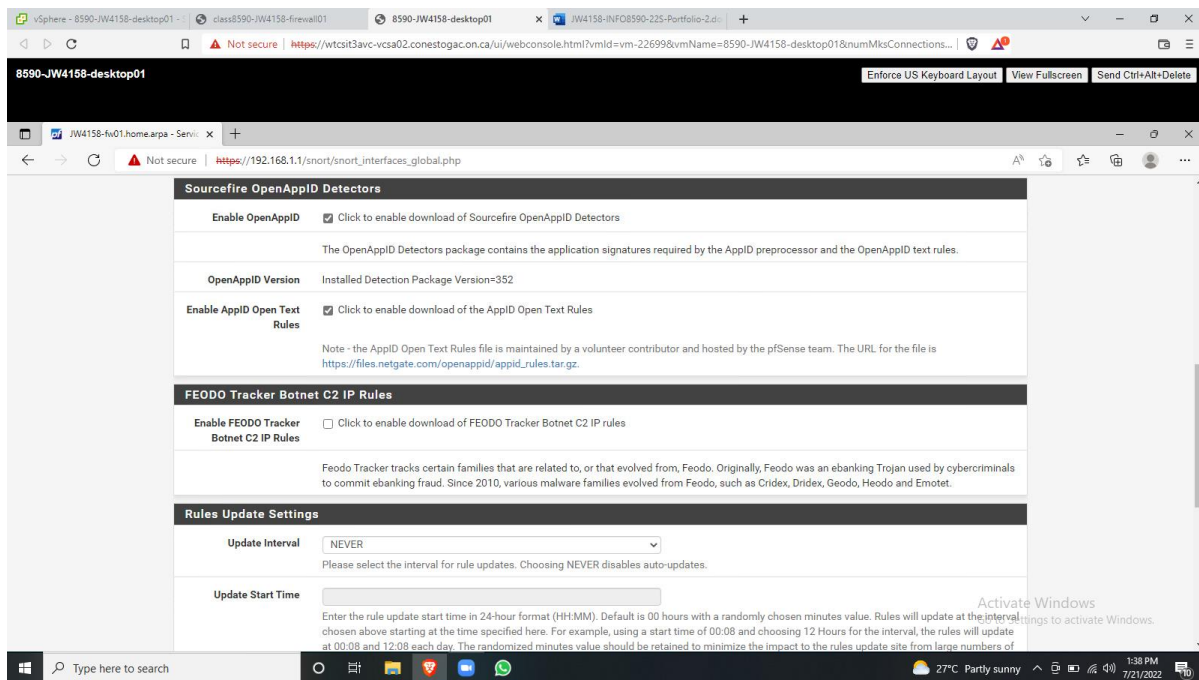 vSphere - 8590-JW4158-desktop01 -
class8590-JW4158-firewall01
8590-JW4158-desktop01
JW4158-INFO8590-22S-Portfolio-2.do
Not secure | https://wtcsit3avc-vcsa02.conestogac.on.ca/ui/webconsole.html?vmId=vm-22699&vmName=8590-JW4158-desktop01&numMksConnections...
8590-JW4158-desktop01
Enforce US Keyboard Layout
View Fullscreen
Send Ctrl+Alt+Delete
JW4158-fw01.home.arpa - Servic
Not secure | https://192.168.1.1/snort/snort_interfaces_global.php
Sourcefire OpenAppID Detectors
Enable OpenAppID
Click to enable download of Sourcefire OpenAppID Detectors
The OpenAppID Detectors package contains the application signatures required by the AppID preprocessor and the OpenAppID text rules.
OpenAppID Version
Installed Detection Package Version=352
Enable AppID Open Text
Rules
Click to enable download of the AppID Open Text Rules
Note - the AppID Open Text Rules file is maintained by a volunteer contributor and hosted by the pfSense team. The URL for the file is
https://files.netgate.com/openappid/appid_rules.tar.gz.
FEODO Tracker Botnet C2 IP Rules
Enable FEODO Tracker
Botnet C2 IP Rules
Click to enable download of FEODO Tracker Botnet C2 IP rules
Feodo Tracker tracks certain families that are related to, or that evolved from, Feodo. Originally, Feodo was an ebanking Trojan used by cybercriminals
to commit ebanking fraud. Since 2010, various malware families evolved from Feodo, such as Cridex, Dridex, Geodo, Heodo and Emotet.
Rules Update Settings
Update Interval
NEVER
Please select the interval for rule updates. Choosing NEVER disables auto-updates.
Update Start Time
Enter the rule update start time in 24-hour format (HH:MM). Default is 00 hours with a randomly chosen minutes value. Rules will update at the interval
chosen above starting at the time specified here. For example, using a start time of 00:08 and choosing 12 Hours for the interval, the rules will update
at 00:08 and 12:08 each day. The randomized minutes value should be retained to minimize the impact to the rules update site from large numbers of
Activate Windows
Go to Settings to activate Windows.
Type here to search
27°C Partly sunny
1:38 PM
7/21/2022